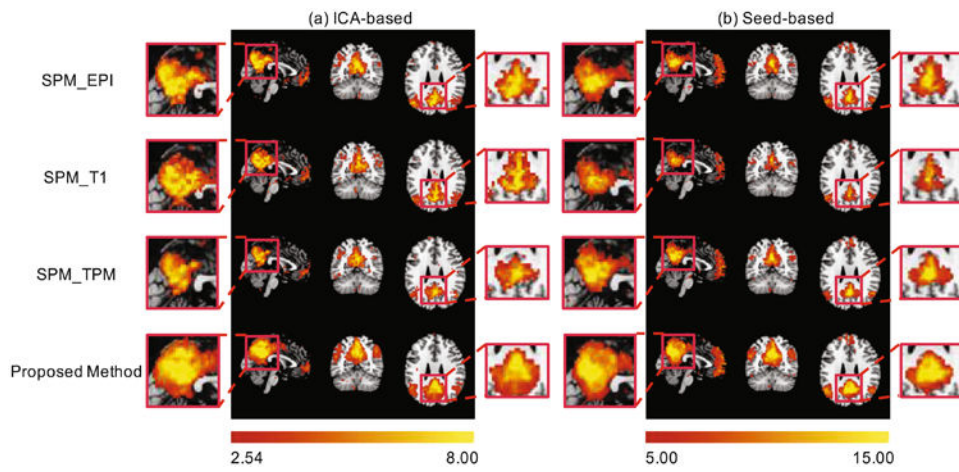 (a) ICA-based
(b) Seed-based
SPM_EPI
SPM_T1
SPM_TPM
Proposed Method
2.54
8.00
5.00
15.00